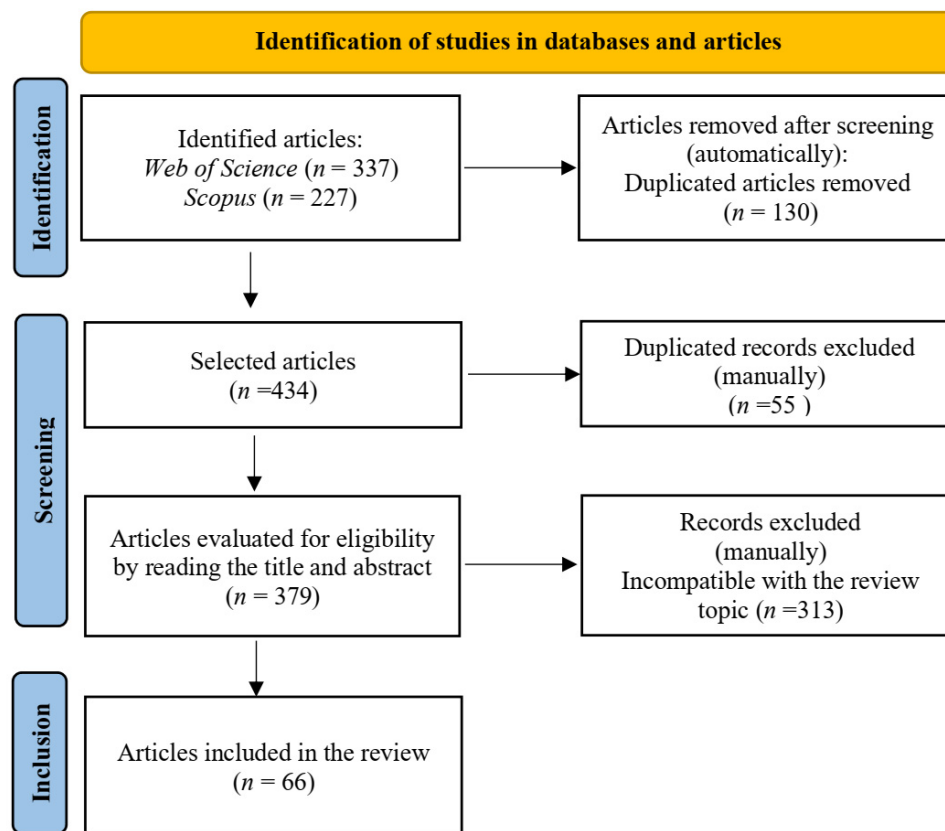 Identification of studies in databases and articles
Identification
Identified articles:
Web of Science (n = 337)
Scopus (n = 227)
Articles removed after screening
(automatically):
Duplicated articles removed
(n = 130)
Screening
Selected articles
(n =434)
Duplicated records excluded
(manually)
(n =55 )
Articles evaluated for eligibility
by reading the title and abstract
(n = 379)
Records excluded
(manually)
Incompatible with the review
topic (n =313)
Inclusion
Articles included in the review
(n = 66)